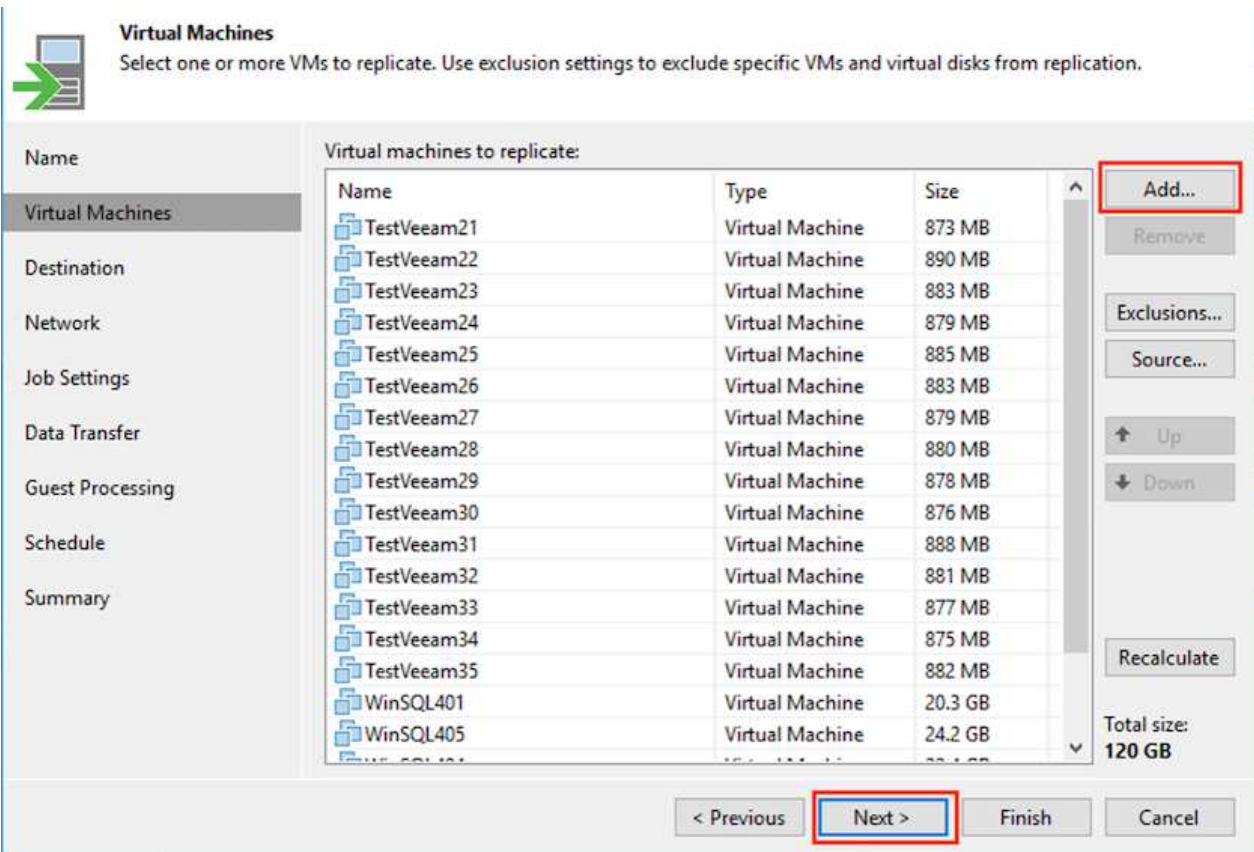 Virtual Machines
Select one or more VMs to replicate. Use exclusion settings to exclude specific VMs and virtual disks from replication.
Name
Virtual Machines
Destination
Network
Job Settings
Data Transfer
Guest Processing
Schedule
Summary
Virtual machines to replicate:
Name Type Size
TestVeeam21 Virtual Machine 873 MB
TestVeeam22 Virtual Machine 890 MB
TestVeeam23 Virtual Machine 883 MB
TestVeeam24 Virtual Machine 879 MB
TestVeeam25 Virtual Machine 885 MB
TestVeeam26 Virtual Machine 883 MB
TestVeeam27 Virtual Machine 879 MB
TestVeeam28 Virtual Machine 880 MB
TestVeeam29 Virtual Machine 878 MB
TestVeeam30 Virtual Machine 876 MB
TestVeeam31 Virtual Machine 888 MB
TestVeeam32 Virtual Machine 881 MB
TestVeeam33 Virtual Machine 877 MB
TestVeeam34 Virtual Machine 875 MB
TestVeeam35 Virtual Machine 882 MB
WinSQL401 Virtual Machine 20.3 GB
WinSQL405 Virtual Machine 24.2 GB
Add...
Remove
Exclusions...
Source...
Up
Down
Recalculate
Total size:
120 GB
< Previous Next > Finish Cancel